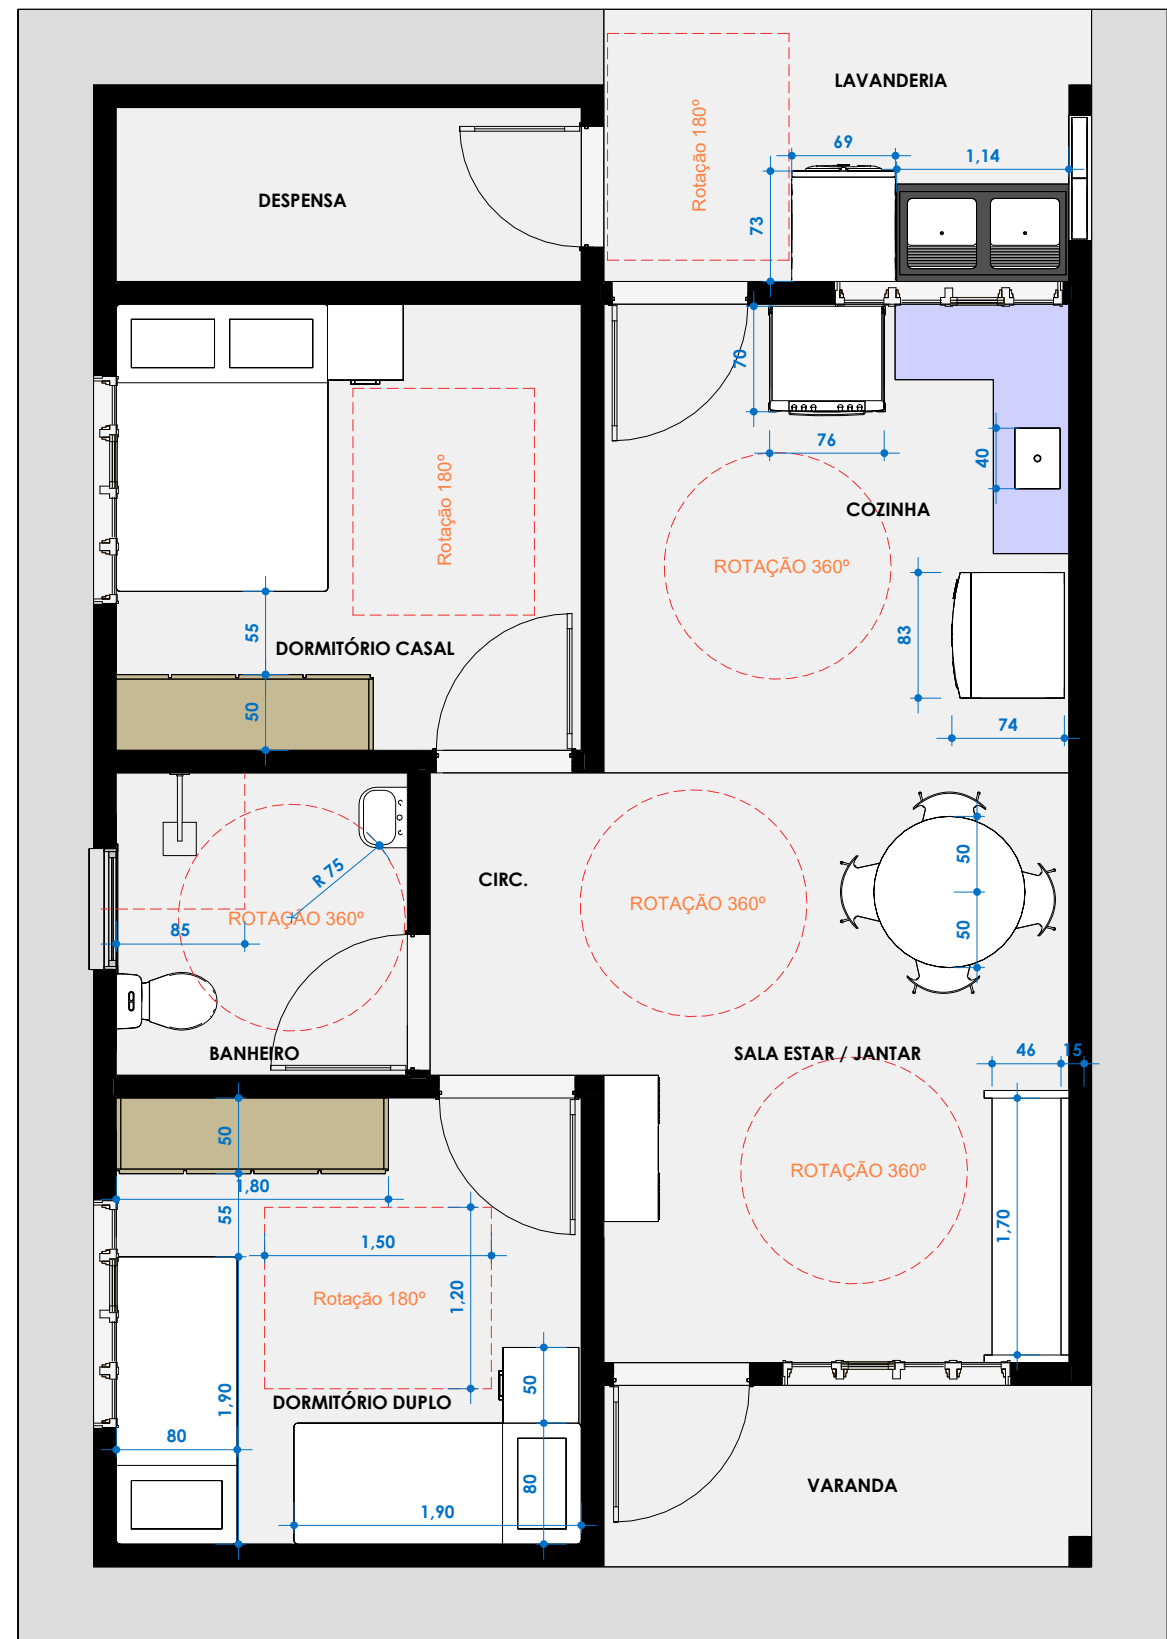 LAVANDERIA
Rotação 180º
69
1,14
DESPENSA
73
70
76
40
Rotação 180º
COZINHA
ROTAÇÃO 360º
55
83
DORMITÓRIO CASAL
50
74
R 75
50
CIRC.
ROTAÇÃO 360º
ROTAÇÃO 360º
85
50
BANHEIRO
SALA ESTAR / JANTAR
46
15
50
ROTAÇÃO 360º
1,80
55
1,70
1,50
1,20
Rotação 180º
50
1,90
DORMITÓRIO DUPLO
80
80
VARANDA
1,90